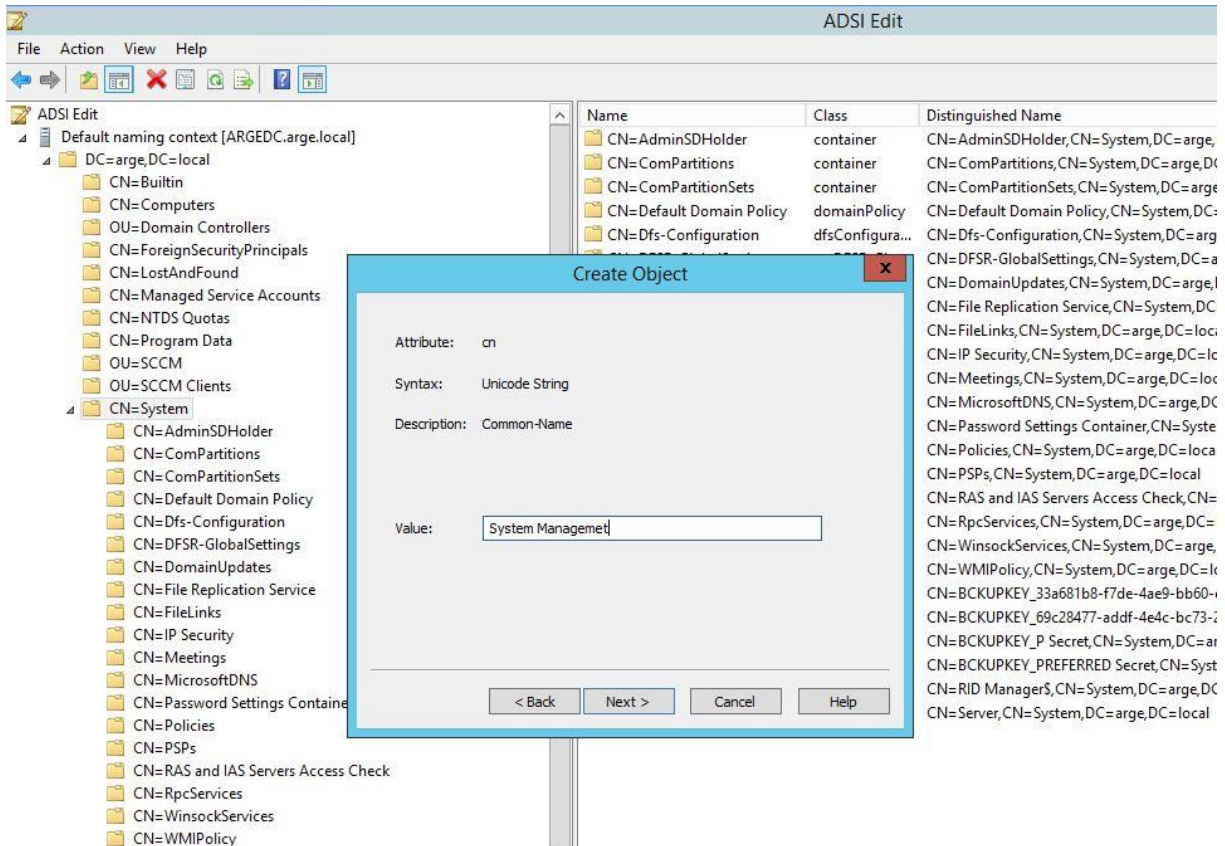 ADSI Edit
File Action View Help
ADSI Edit
Default naming context [ARGEDC.arge.local]
DC=arge,DC=local
CN=Builtin
CN=Computers
OU=Domain Controllers
CN=ForeignSecurityPrincipals
CN=LostAndFound
CN=Managed Service Accounts
CN=NTDS Quotas
CN=Program Data
OU=SCCM
OU=SCCM Clients
CN=System
CN=AdminSDHolder
CN=ComPartitions
CN=ComPartitionSets
CN=Default Domain Policy
CN=Dfs-Configuration
CN=DFSR-GlobalSettings
CN=DomainUpdates
CN=File Replication Service
CN=FileLinks
CN=IP Security
CN=Meetings
CN=MicrosoftDNS
CN=Password Settings Containe
CN=Policies
CN=PSPs
CN=RAS and IAS Servers Access Check
CN=RpcServices
CN=WinsockServices
CN=WMIPolicy
Name Class Distinguished Name
CN=AdminSDHolder container CN=AdminSDHolder,CN=System,DC=arge,
CN=ComPartitions container CN=ComPartitions,CN=System,DC=arge,DC
CN=ComPartitionSets container CN=ComPartitionSets,CN=System,DC=arge
CN=Default Domain Policy domainPolicy CN=Default Domain Policy,CN=System,DC=
CN=Dfs-Configuration dfsConfigura... CN=Dfs-Configuration,CN=System,DC=arg
CN=DFSR-GlobalSettings,CN=System,DC=a
CN=DomainUpdates,CN=System,DC=arge,
CN=File Replication Service,CN=System,DC
CN=FileLinks,CN=System,DC=arge,DC=loca
CN=IP Security,CN=System,DC=arge,DC=lo
CN=Meetings,CN=System,DC=arge,DC=loc
CN=MicrosoftDNS,CN=System,DC=arge,DC
CN=Password Settings Container,CN=Syste
CN=Policies,CN=System,DC=arge,DC=loca
CN=PSPs,CN=System,DC=arge,DC=local
CN=RAS and IAS Servers Access Check,CN=
CN=RpcServices,CN=System,DC=arge,DC=
CN=WinsockServices,CN=System,DC=arge,
CN=WMIPolicy,CN=System,DC=arge,DC=lo
CN=BCKUPKEY_33a681b8-f7de-4ae9-bb60-
CN=BCKUPKEY_69c28477-addf-4e4c-bc73-2
CN=BCKUPKEY_P Secret,CN=System,DC=ar
CN=BCKUPKEY_PREFERRED Secret,CN=Syst
CN=RID Manager$,CN=System,DC=arge,DC
CN=Server,CN=System,DC=arge,DC=local
Create Object
x
Attribute: cn
Syntax: Unicode String
Description: Common-Name
Value: System Managemet
< Back Next > Cancel Help